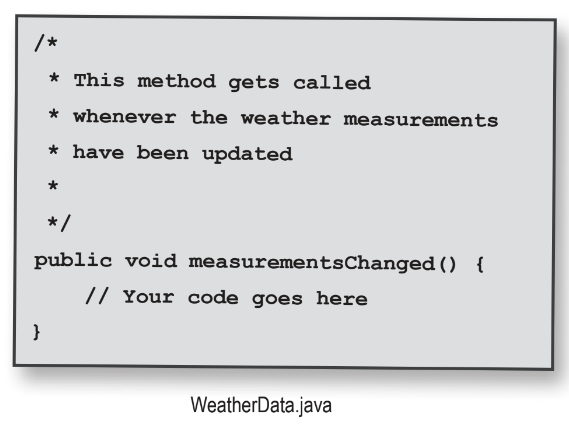 /*
 * This method gets called
 * whenever the weather measurements
 * have been updated
 *
 */
public void measurementsChanged() {
     // Your code goes here
}
WeatherData.java